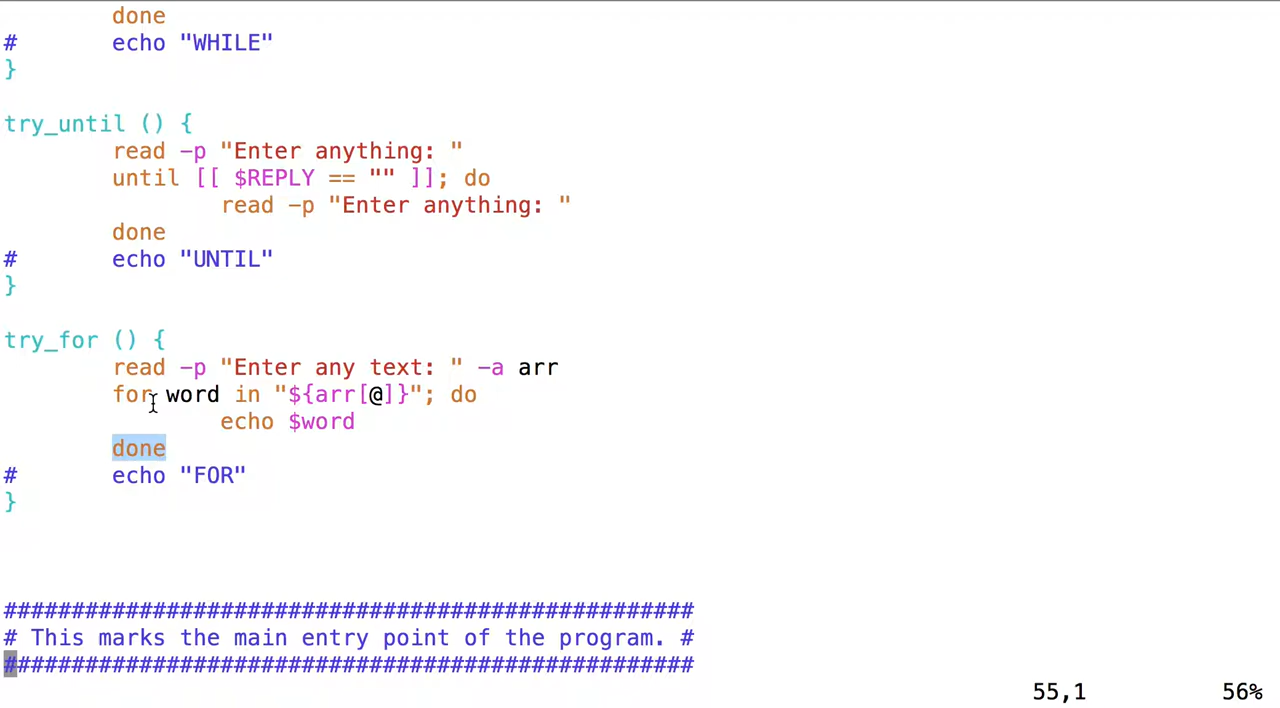 done
# echo "WHILE"
}
try_until () {
read -p "Enter anything: "
until [[ $REPLY == "" ]]; do
read -p "Enter anything: "
done
# echo "UNTIL"
}
try_for () {
read -p "Enter any text: " -a arr
for word in "${arr[@]}"; do
echo $word
done
# echo "FOR"
}
###################################################
# This marks the main entry point of the program. #
###################################################
55,1 56%